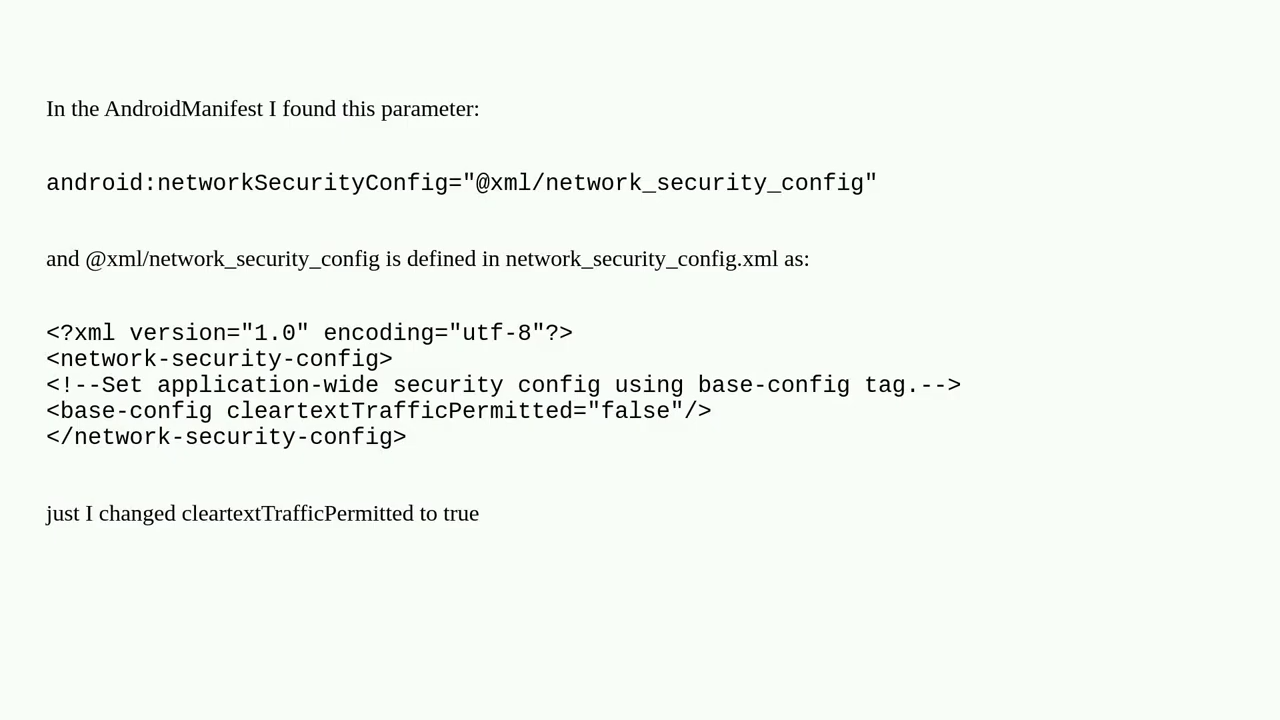 In the AndroidManifest I found this parameter:
android:networkSecurityConfig="@xml/network_security_config"
and @xml/network_security_config is defined in network_security_config.xml as:
<?xml version="1.0" encoding="utf-8"?>
<network-security-config>
<!--Set application-wide security config using base-config tag.-->
<base-config cleartextTrafficPermitted="false"/>
</network-security-config>
just I changed cleartextTrafficPermitted to true